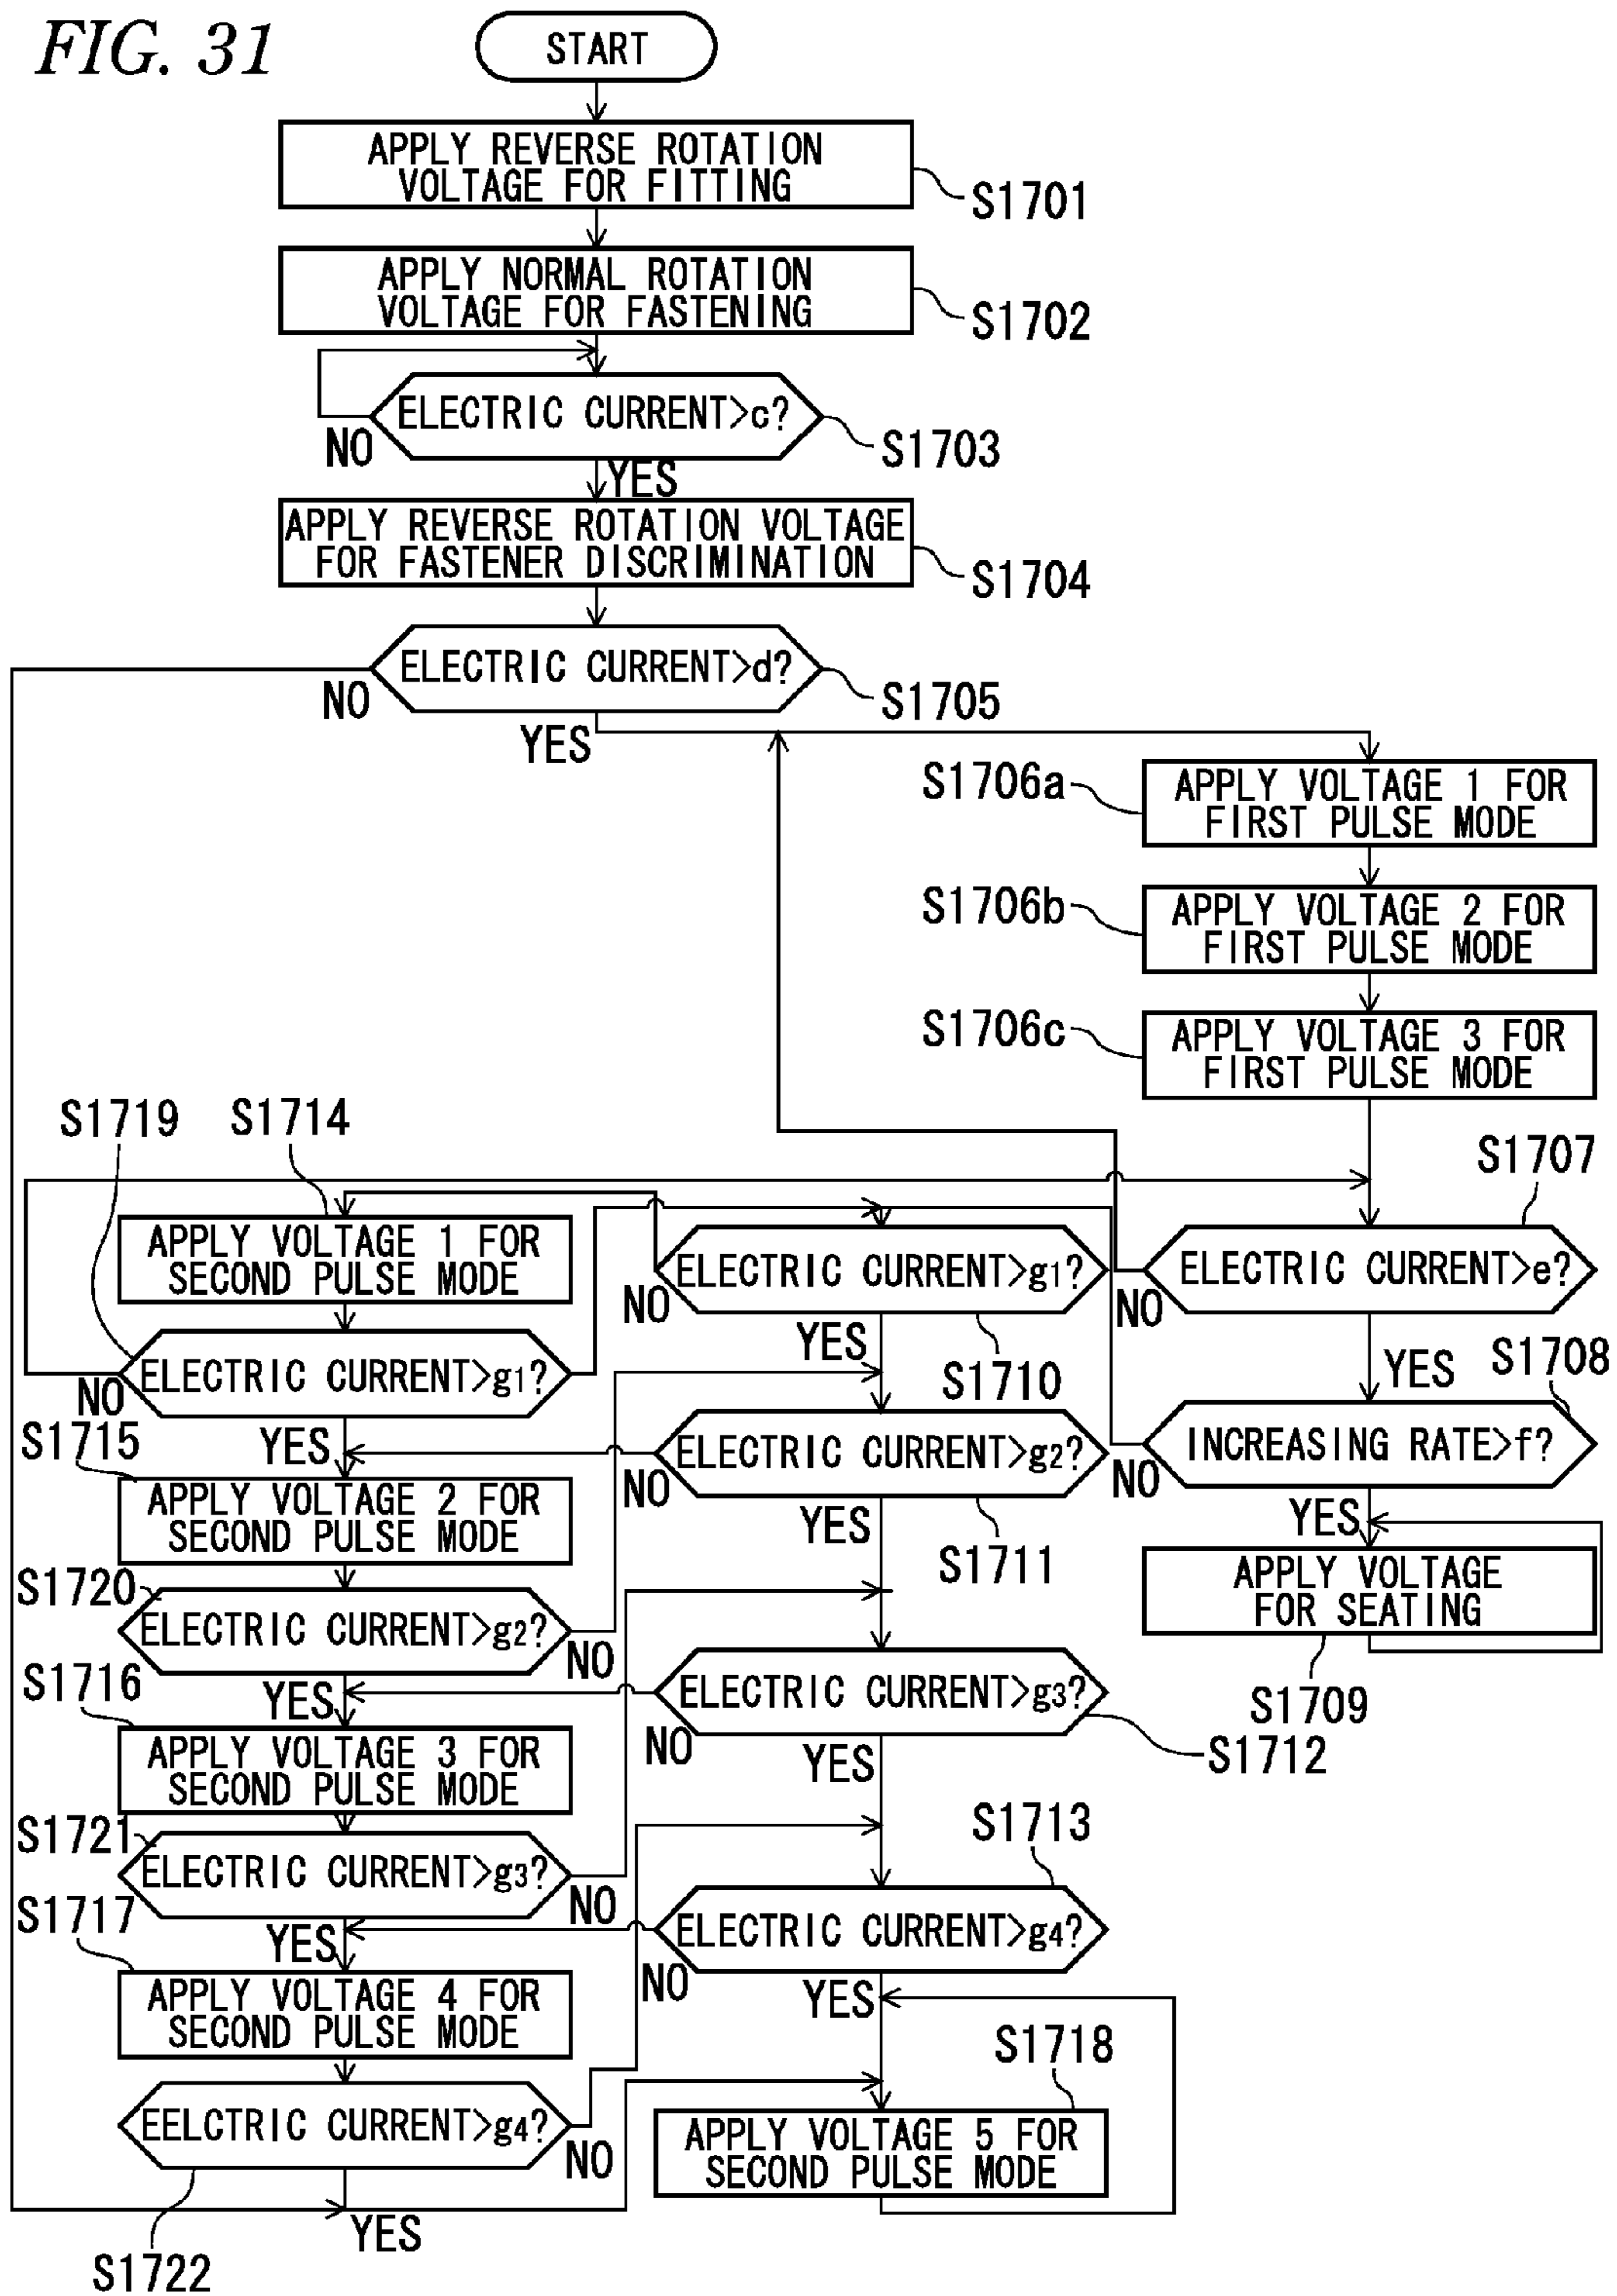 FIG. 31
START
APPLY REVERSE ROTATION
VOLTAGE FOR FITTING
S1701
APPLY NORMAL ROTATION
VOLTAGE FOR FASTENING
S1702
ELECTRIC CURRENT>c?
NO
S1703
YES
APPLY REVERSE ROTATION VOLTAGE
FOR FASTENER DISCRIMINATION
S1704
ELECTRIC CURRENT>d?
NO
S1705
YES
S1706a
APPLY VOLTAGE 1 FOR
FIRST PULSE MODE
S1706b
APPLY VOLTAGE 2 FOR
FIRST PULSE MODE
S1706c
APPLY VOLTAGE 3 FOR
FIRST PULSE MODE
S1719
S1714
S1707
APPLY VOLTAGE 1 FOR
SECOND PULSE MODE
ELECTRIC CURRENT>g1?
NO
YES
S1710
ELECTRIC CURRENT>e?
NO
YES
S1708
ELECTRIC CURRENT>g1?
NO
YES
S1715
ELECTRIC CURRENT>g2?
NO
YES
S1711
INCREASING RATE>f?
NO
YES
APPLY VOLTAGE 2 FOR
SECOND PULSE MODE
APPLY VOLTAGE
FOR SEATING
S1709
S1720
ELECTRIC CURRENT>g2?
NO
YES
S1716
ELECTRIC CURRENT>g3?
NO
YES
S1712
APPLY VOLTAGE 3 FOR
SECOND PULSE MODE
S1721
ELECTRIC CURRENT>g3?
NO
YES
S1717
S1713
ELECTRIC CURRENT>g4?
NO
YES
APPLY VOLTAGE 4 FOR
SECOND PULSE MODE
S1718
EELCTRIC CURRENT>g4?
NO
APPLY VOLTAGE 5 FOR
SECOND PULSE MODE
YES
S1722